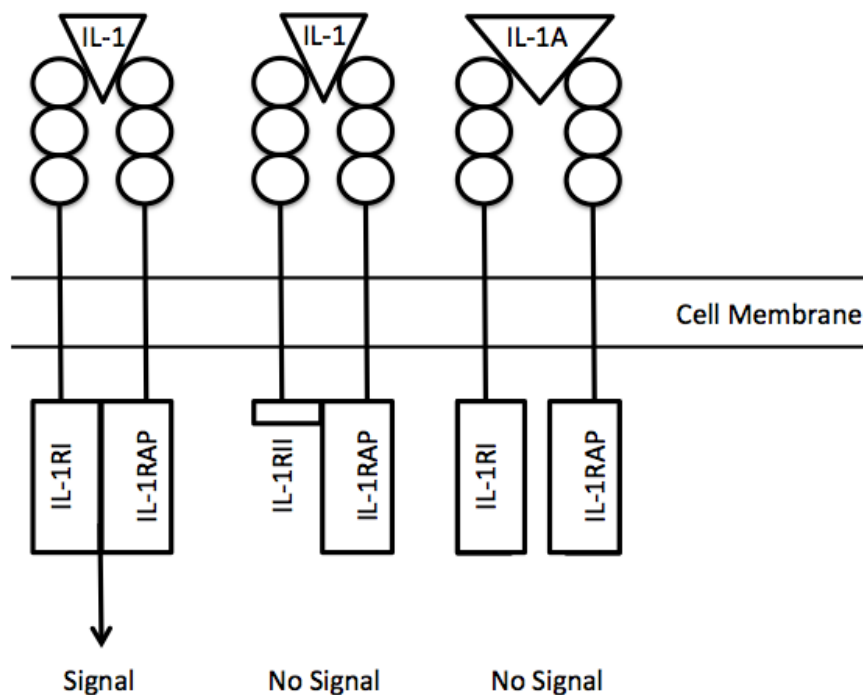 IL-1
IL-1
IL-1A
Cell Membrane
IL-1RI
IL-1RAP
IL-1RII
IL-1RAP
IL-1RI
IL-1RAP
Signal
No Signal
No Signal